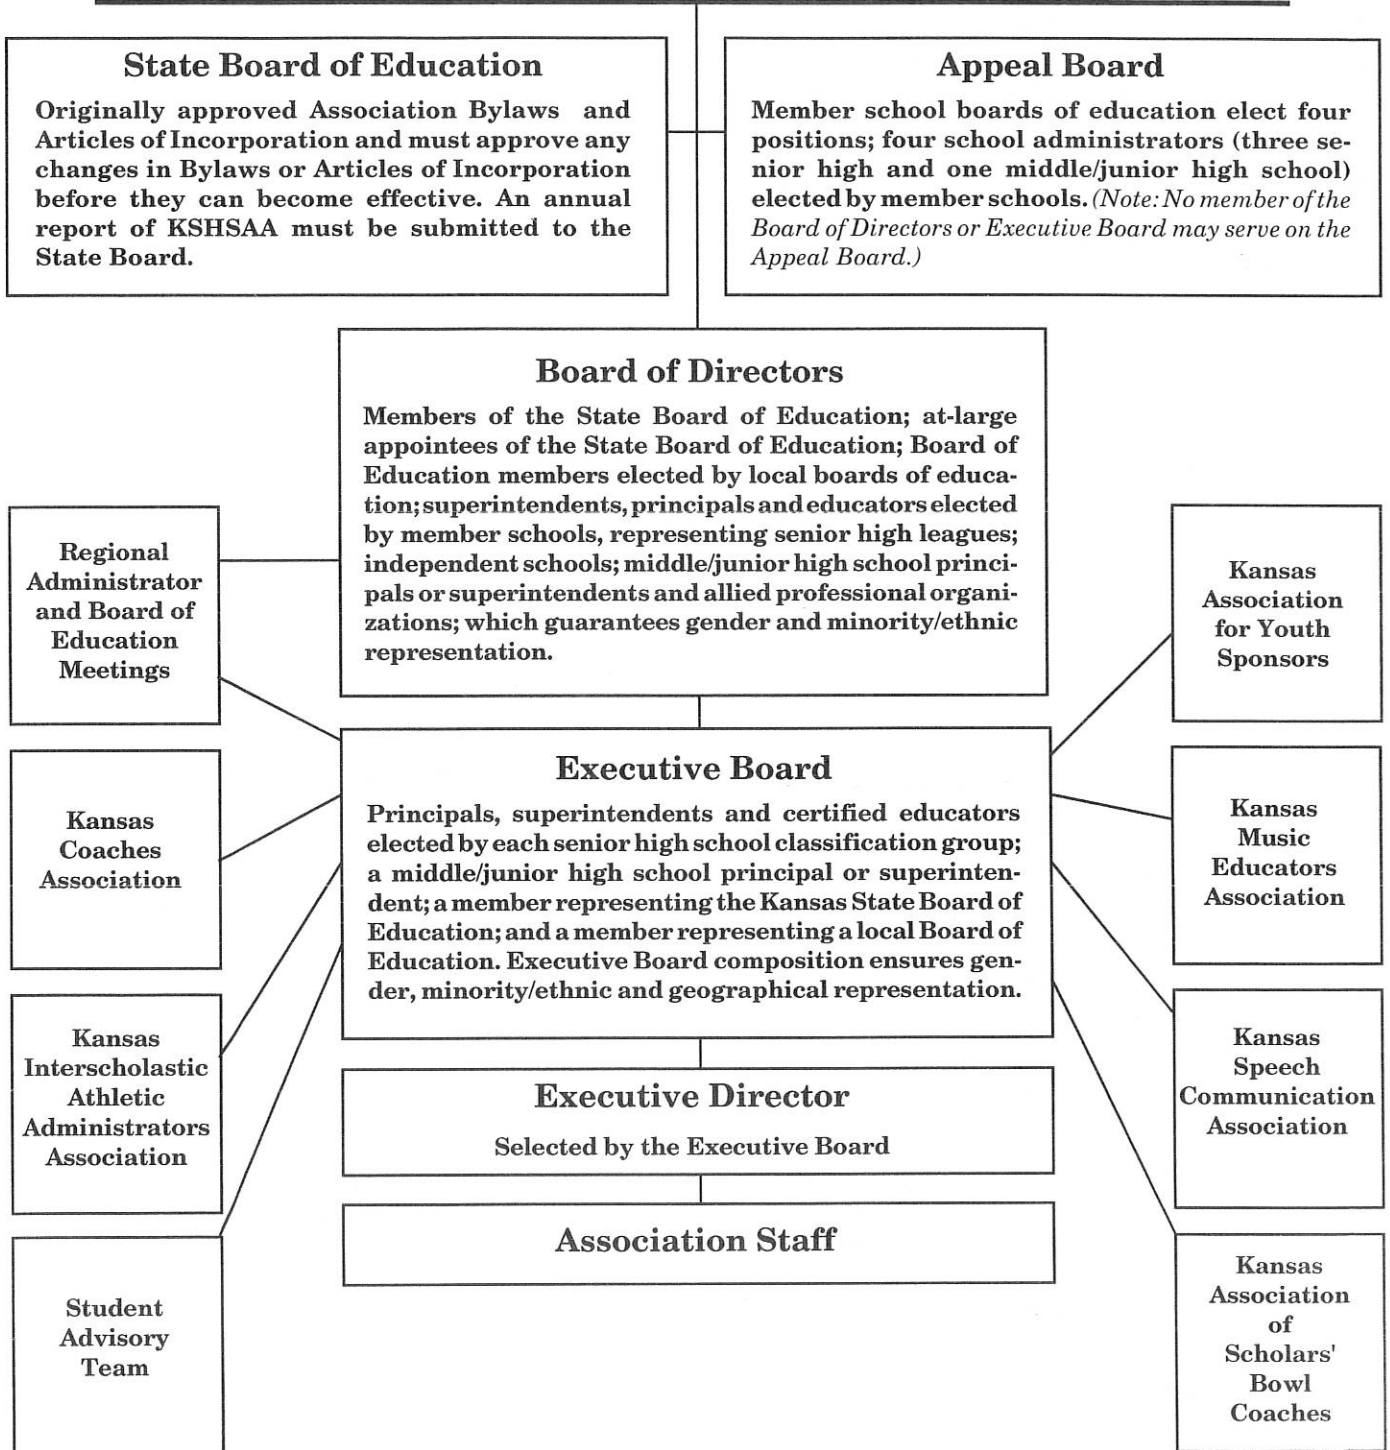 State Board of Education
Originally approved Association Bylaws and
Articles of Incorporation and must approve any
changes in Bylaws or Articles of Incorporation
before they can become effective. An annual
report of KSHSAA must be submitted to the
State Board.
Appeal Board
Member school boards of education elect four
positions; four school administrators (three se-
nior high and one middle/junior high school)
elected by member schools. (Note: No member of the
Board of Directors or Executive Board may serve on the
Appeal Board.)
Board of Directors
Members of the State Board of Education; at-large
appointees of the State Board of Education; Board of
Education members elected by local boards of educa-
tion; superintendents, principals and educators elected
by member schools, representing senior high leagues;
independent schools; middle/junior high school princi-
pals or superintendents and allied professional organi-
zations; which guarantees gender and minority/ethnic
representation.
Regional
Administrator
and Board of
Education
Meetings
Kansas
Association
for Youth
Sponsors
Executive Board
Principals, superintendents and certified educators
elected by each senior high school classification group;
a middle/junior high school principal or superinten-
dent; a member representing the Kansas State Board of
Education; and a member representing a local Board of
Education. Executive Board composition ensures gen-
der, minority/ethnic and geographical representation.
Kansas
Coaches
Association
Kansas
Music
Educators
Association
Kansas
Interscholastic
Athletic
Administrators
Association
Kansas
Speech
Communication
Association
Executive Director
Selected by the Executive Board
Association Staff
Student
Advisory
Team
Kansas
Association
of
Scholars'
Bowl
Coaches